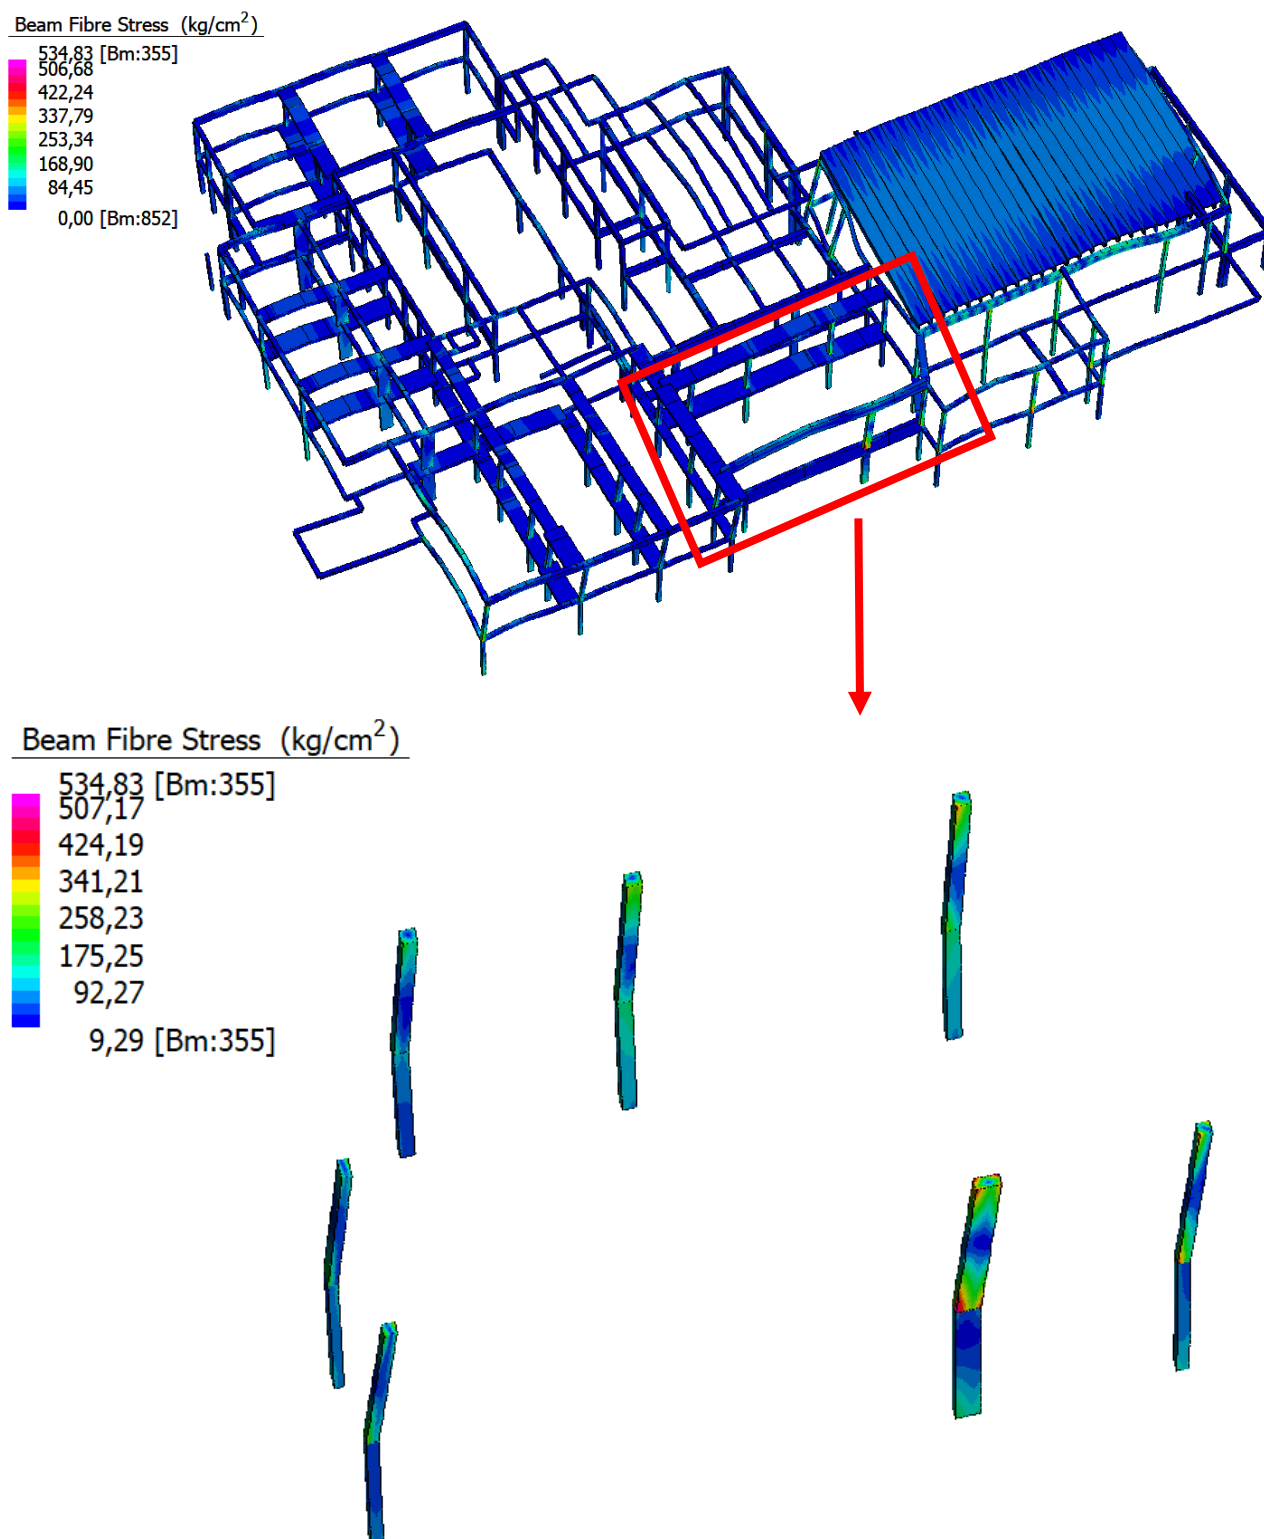 Beam Fibre Stress (kg/cm²)
534,83 [Bm:355]
506,68
422,24
337,79
253,34
168,90
84,45
0,00 [Bm:852]
Beam Fibre Stress (kg/cm²)
534,83 [Bm:355]
507,17
424,19
341,21
258,23
175,25
92,27
9,29 [Bm:355]